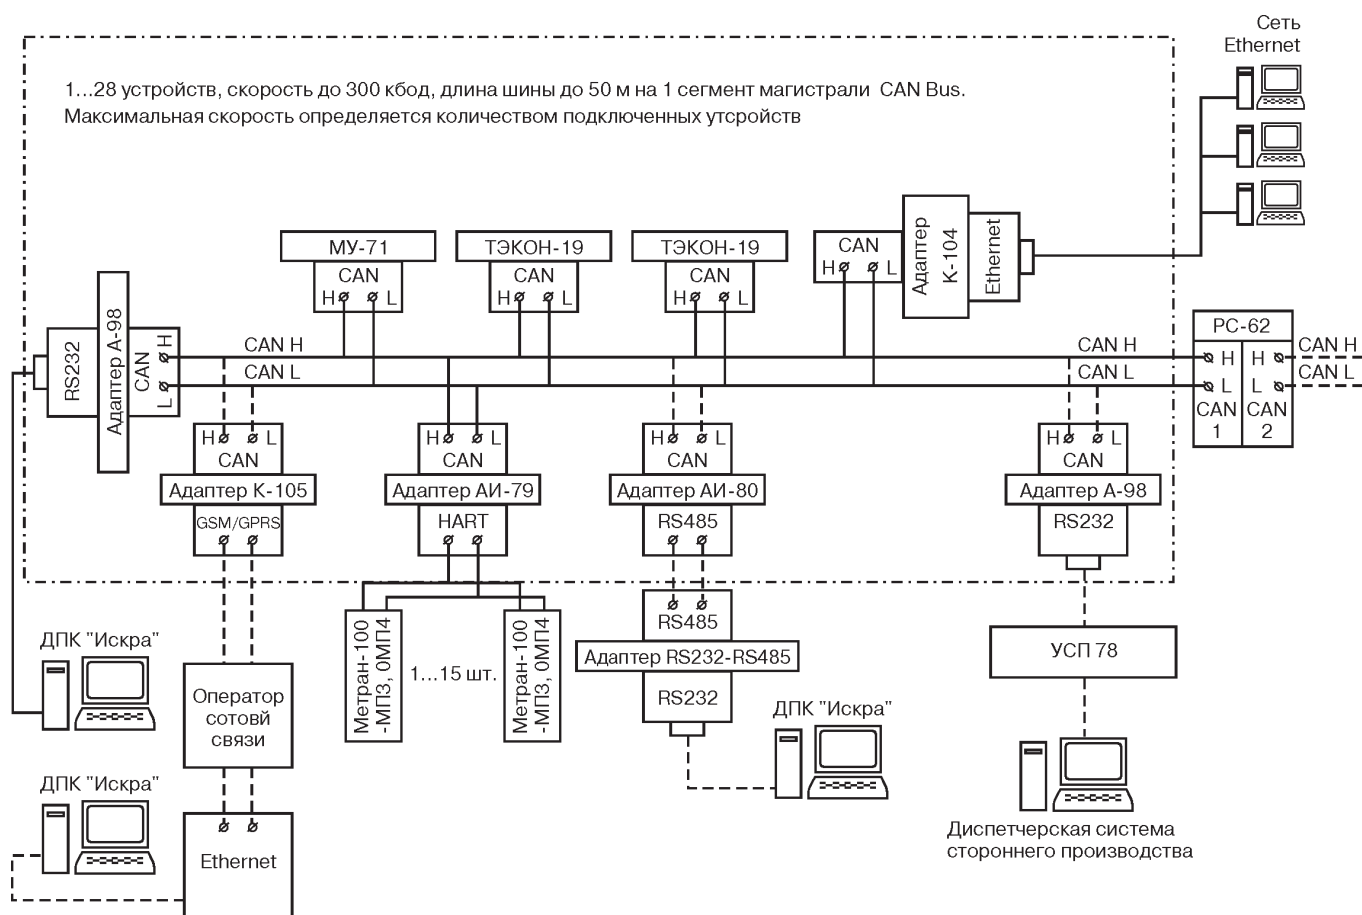 Сеть
Ethernet
1...28 устройств, скорость до 300 кбод, длина шины до 50 м на 1 сегмент магистрали CAN Bus.
Максимальная скорость определяется количеством подключенных утсройств
МУ-71
CAN
H L
ТЭКОН-19
CAN
H L
ТЭКОН-19
CAN
H L
CAN
H L
Адаптер
К-104
Ethernet
RS232
Адаптер А-98
CAN
H
L
CAN H
CAN L
CAN H
CAN L
РС-62
H H
L L
CAN CAN
1 2
CAN H
CAN L
H L
CAN
Адаптер К-105
GSM/GPRS
H L
CAN
Адаптер АИ-79
HART
H L
CAN
Адаптер АИ-80
RS485
H L
CAN
Адаптер А-98
RS232
ДПК "Искра"
Оператор
сотовй
связи
Метран-100
-МП3, 0МП4
1...15 шт.
Метран-100
-МП3, 0МП4
RS485
Адаптер RS232-RS485
RS232
ДПК "Искра"
УСП 78
Диспетчерская система
стороннего производства
ДПК "Искра"
Ethernet